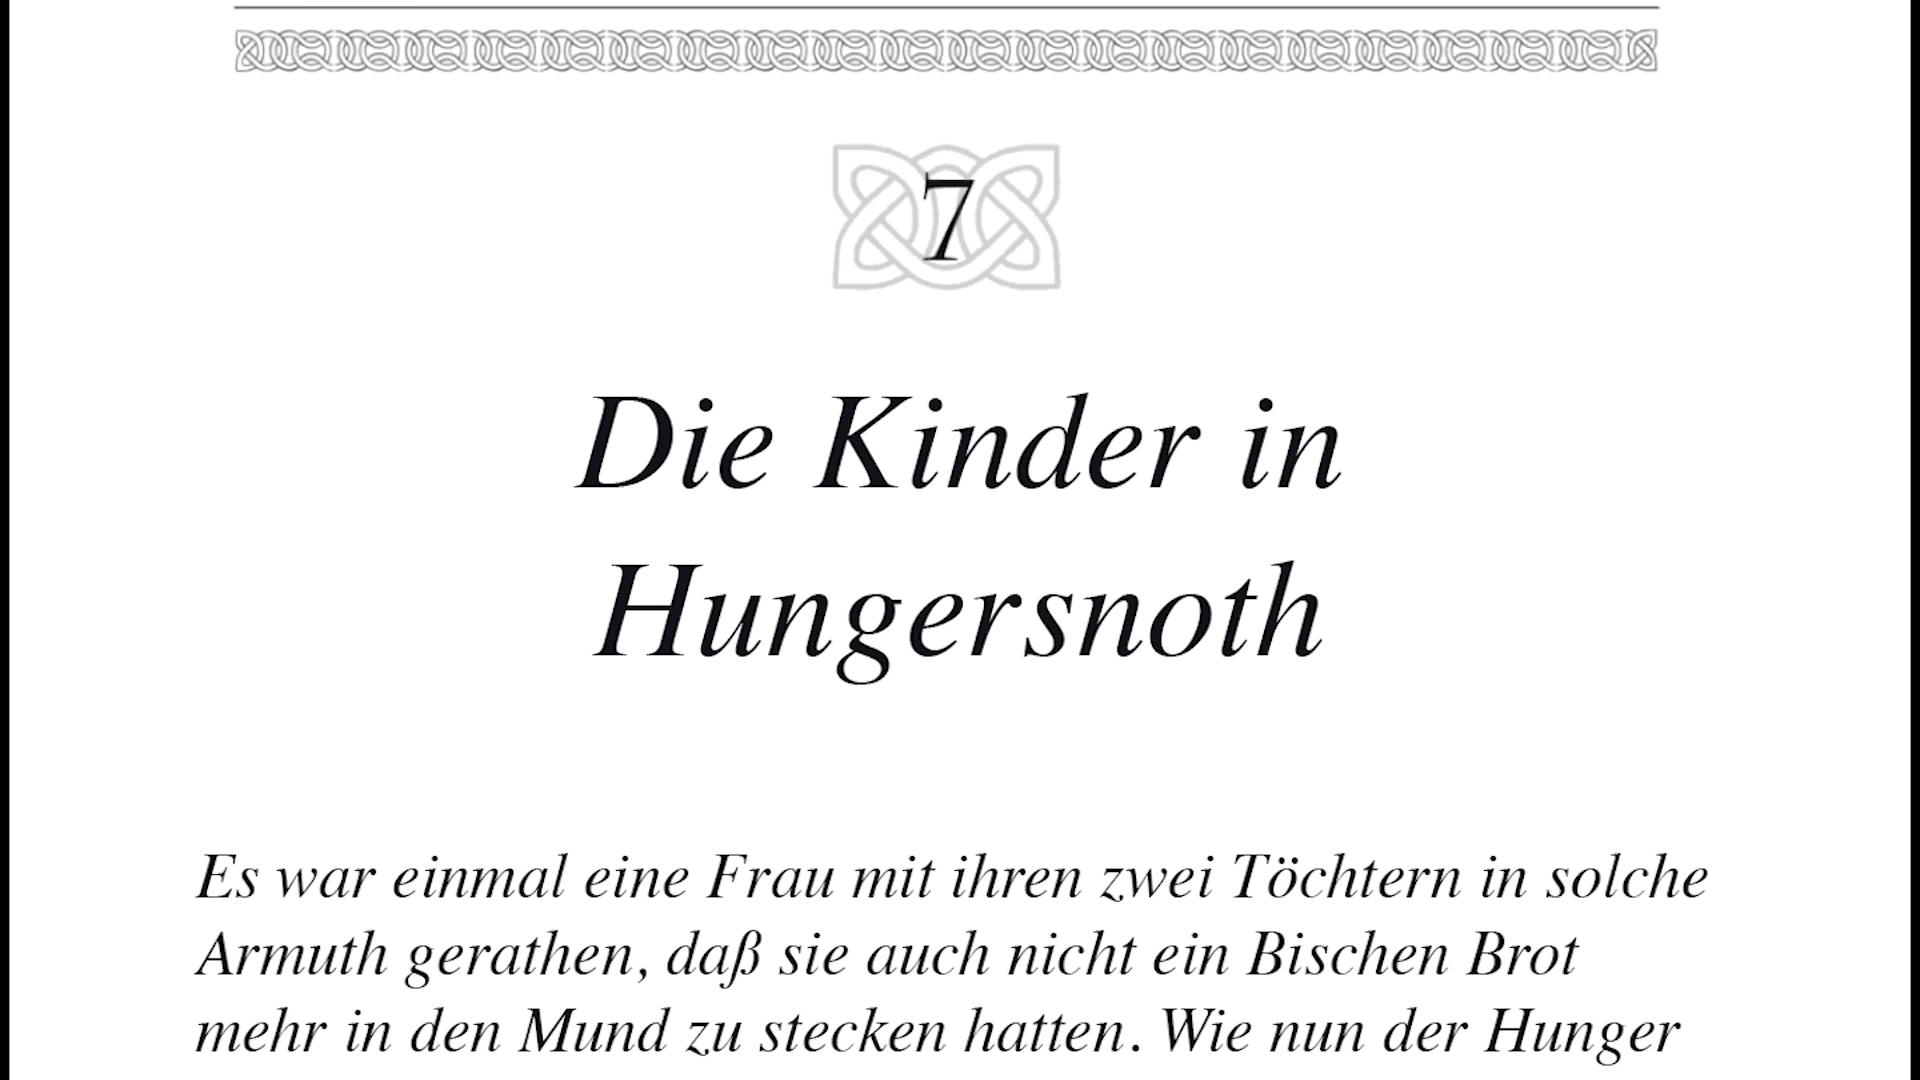 7
Die Kinder in
Hungersnoth
Es war einmal eine Frau mit ihren zwei Töchtern in solche
Armuth gerathen, daß sie auch nicht ein Bischen Brot
mehr in den Mund zu stecken hatten. Wie nun der Hunger